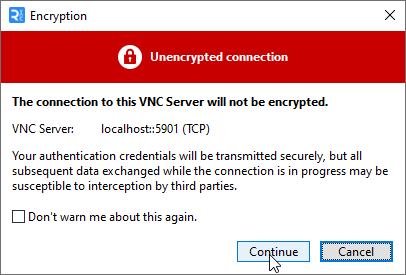 Encryption
Unencrypted connection
The connection to this VNC Server will not be encrypted.
VNC Server: localhost::5901 (TCP)
Your authentication credentials will be transmitted securely, but all
subsequent data exchanged while the connection is in progress may be
susceptible to interception by third parties.
Don't warn me about this again.
Continue Cancel